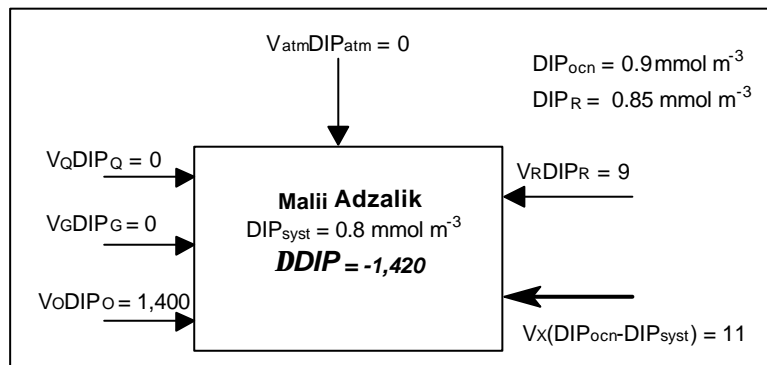 VatmDIPatm = 0
DIPocn = 0.9 mmol m-3
DIPR = 0.85 mmol m-3
VQDIPQ = 0
VGDIPG = 0
VODIPO = 1,400
Malii Adzalik
DIPsyst = 0.8 mmol m-3
DDIP = -1,420
VRDIPR = 9
VX(DIPocn-DIPsyst) = 11